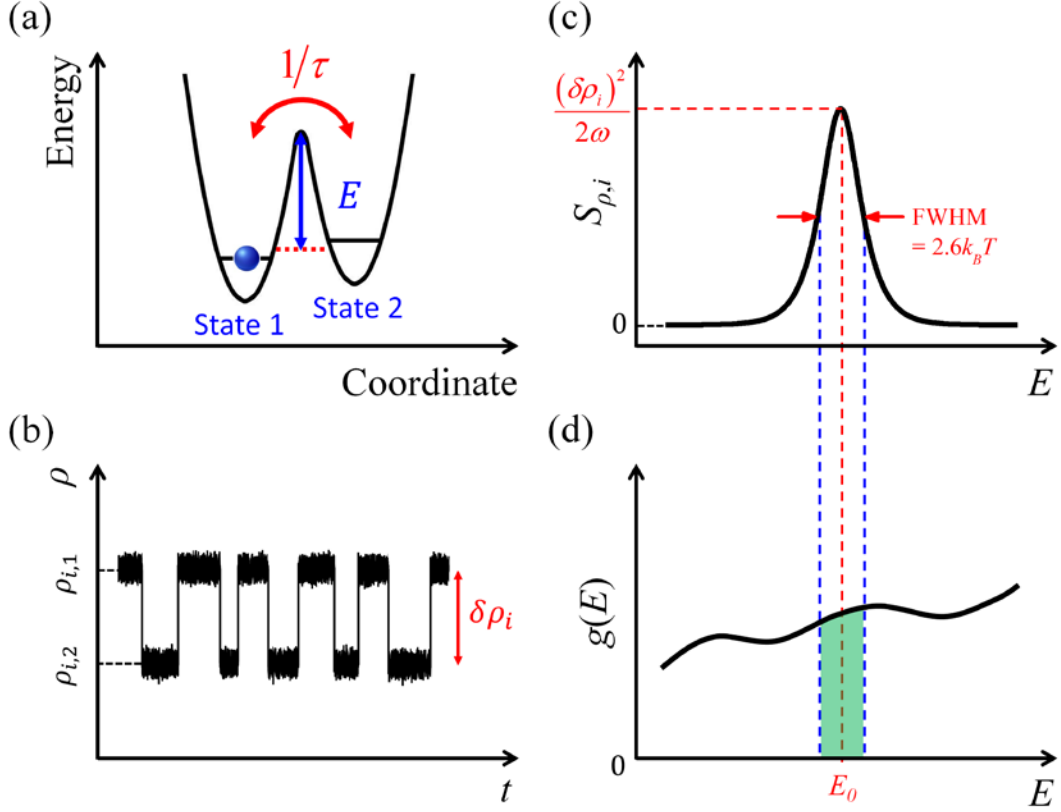 (a)
Energy
1/τ
E
State 1
State 2
Coordinate
(b)
ρ
ρi,1
ρi,2
δρi
t
(c)
(δρi)²
2ω
Sρ,i
FWHM
= 2.6kBT
0
E
(d)
g(E)
0
E0
E